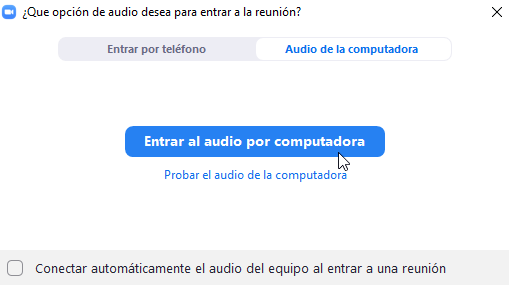 ¿Que opción de audio desea para entrar a la reunión?
Entrar por teléfono
Audio de la computadora
Entrar al audio por computadora
Probar el audio de la computadora
Conectar automáticamente el audio del equipo al entrar a una reunión